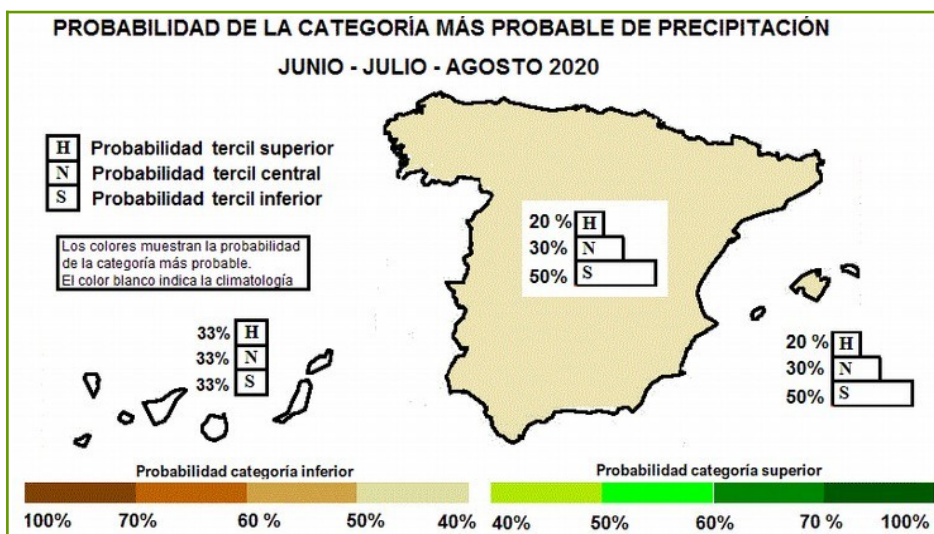 PROBABILIDAD DE LA CATEGORÍA MÁS PROBABLE DE PRECIPITACIÓN
JUNIO - JULIO - AGOSTO 2020
H Probabilidad tercil superior
N Probabilidad tercil central
S Probabilidad tercil inferior
Los colores muestran la probabilidad
de la categoría más probable.
El color blanco indica la climatología
20 % H
30% N
50% S
33% H
33% N
33% S
20 % H
30% N
50% S
Probabilidad categoría inferior
100% 70% 60 % 50% 40%
Probabilidad categoría superior
40% 50% 60% 70 % 100%